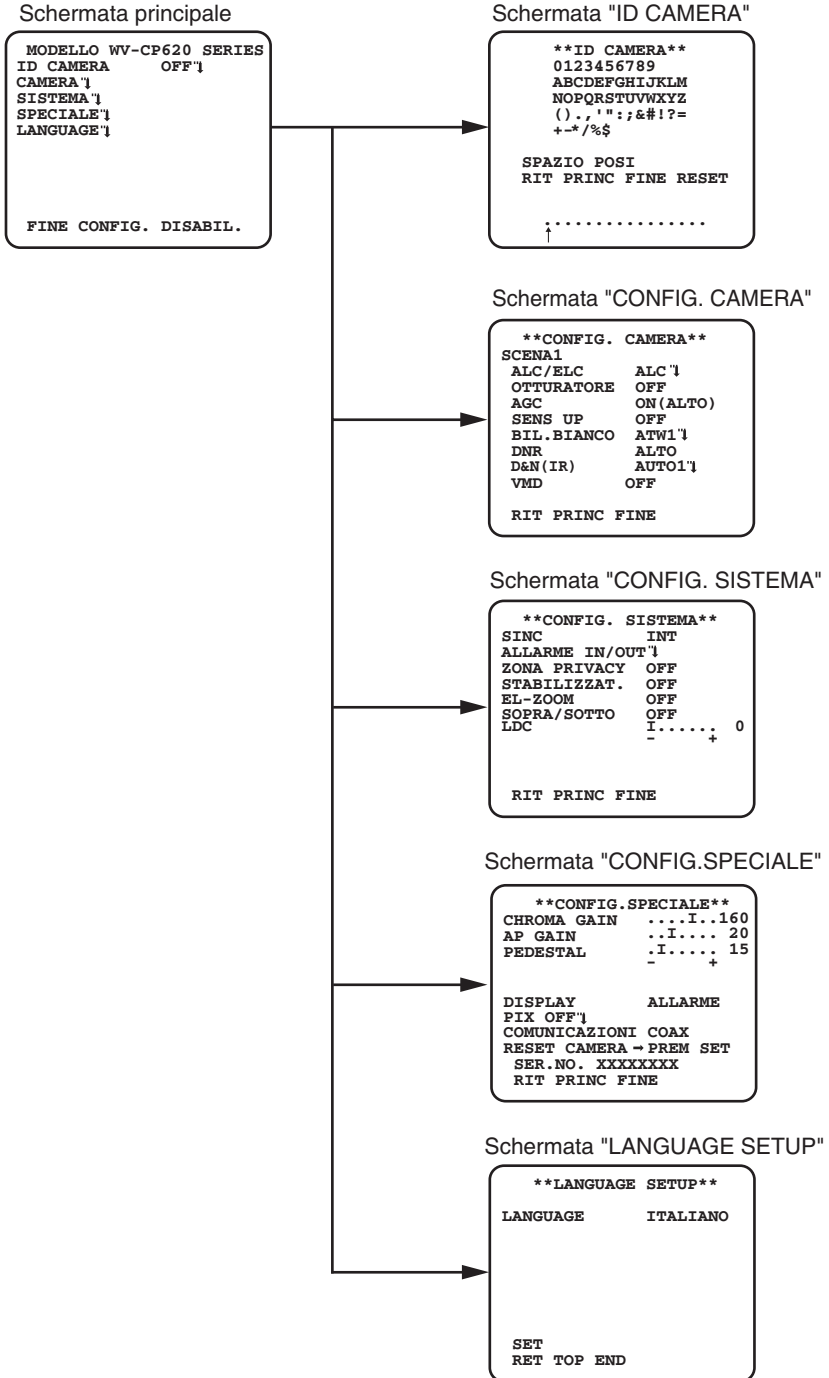 Schermata principale
MODELLO WV-CP620 SERIES
ID CAMERA OFF
CAMERA
SISTEMA
SPECIALE
LANGUAGE
FINE CONFIG. DISABIL.
Schermata "ID CAMERA"
**ID CAMERA**
0123456789
ABCDEFGHIJKLM
NOPQRSTUVWXYZ
().,'":;&#!?=
+-*/%$
SPAZIO POSI
RIT PRINC FINE RESET
................
↑
Schermata "CONFIG. CAMERA"
**CONFIG. CAMERA**
SCENA1
ALC/ELC ALC
OTTURATORE OFF
AGC ON(ALTO)
SENS UP OFF
BIL.BIANCO ATW1
DNR ALTO
D&N(IR) AUTO1
VMD OFF
RIT PRINC FINE
Schermata "CONFIG. SISTEMA"
**CONFIG. SISTEMA**
SINC INT
ALLARME IN/OUT
ZONA PRIVACY OFF
STABILIZZAT. OFF
EL-ZOOM OFF
SOPRA/SOTTO OFF
LDC I...... 0
- +
RIT PRINC FINE
Schermata "CONFIG.SPECIALE"
**CONFIG.SPECIALE**
CHROMA GAIN ....I..160
AP GAIN ..I.... 20
PEDESTAL .I..... 15
- +
DISPLAY ALLARME
PIX OFF
COMUNICAZIONI COAX
RESET CAMERA → PREM SET
SER.NO. XXXXXXXX
RIT PRINC FINE
Schermata "LANGUAGE SETUP"
**LANGUAGE SETUP**
LANGUAGE ITALIANO
SET
RET TOP END